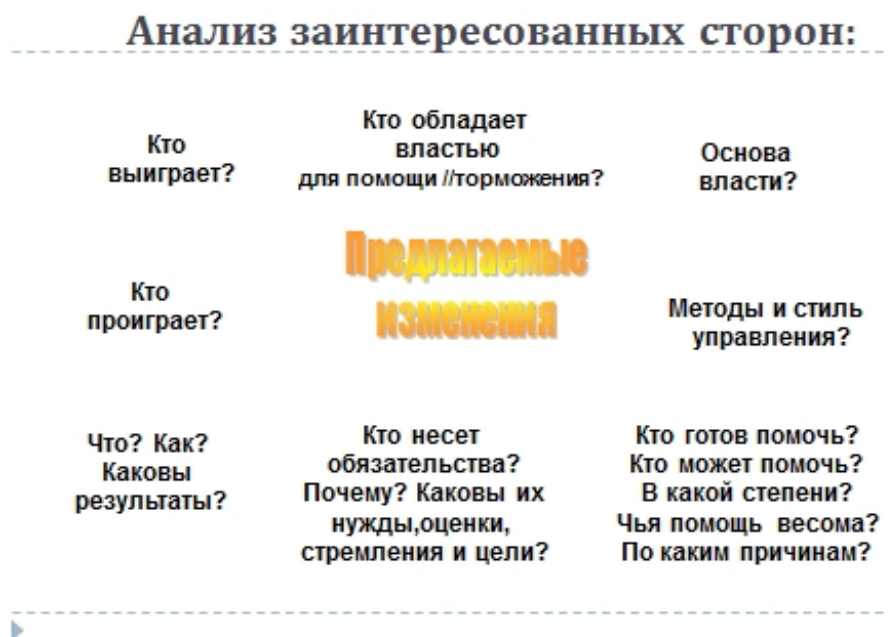 Анализ заинтересованных сторон:
Кто
выиграет?
Кто обладает
властью
для помощи //торможения?
Основа
власти?
Предлагаемые
изменения
Кто
проиграет?
Методы и стиль
управления?
Что? Как?
Каковы
результаты?
Кто несет
обязательства?
Почему? Каковы их
нужды,оценки,
стремления и цели?
Кто готов помочь?
Кто может помочь?
В какой степени?
Чья помощь весома?
По каким причинам?